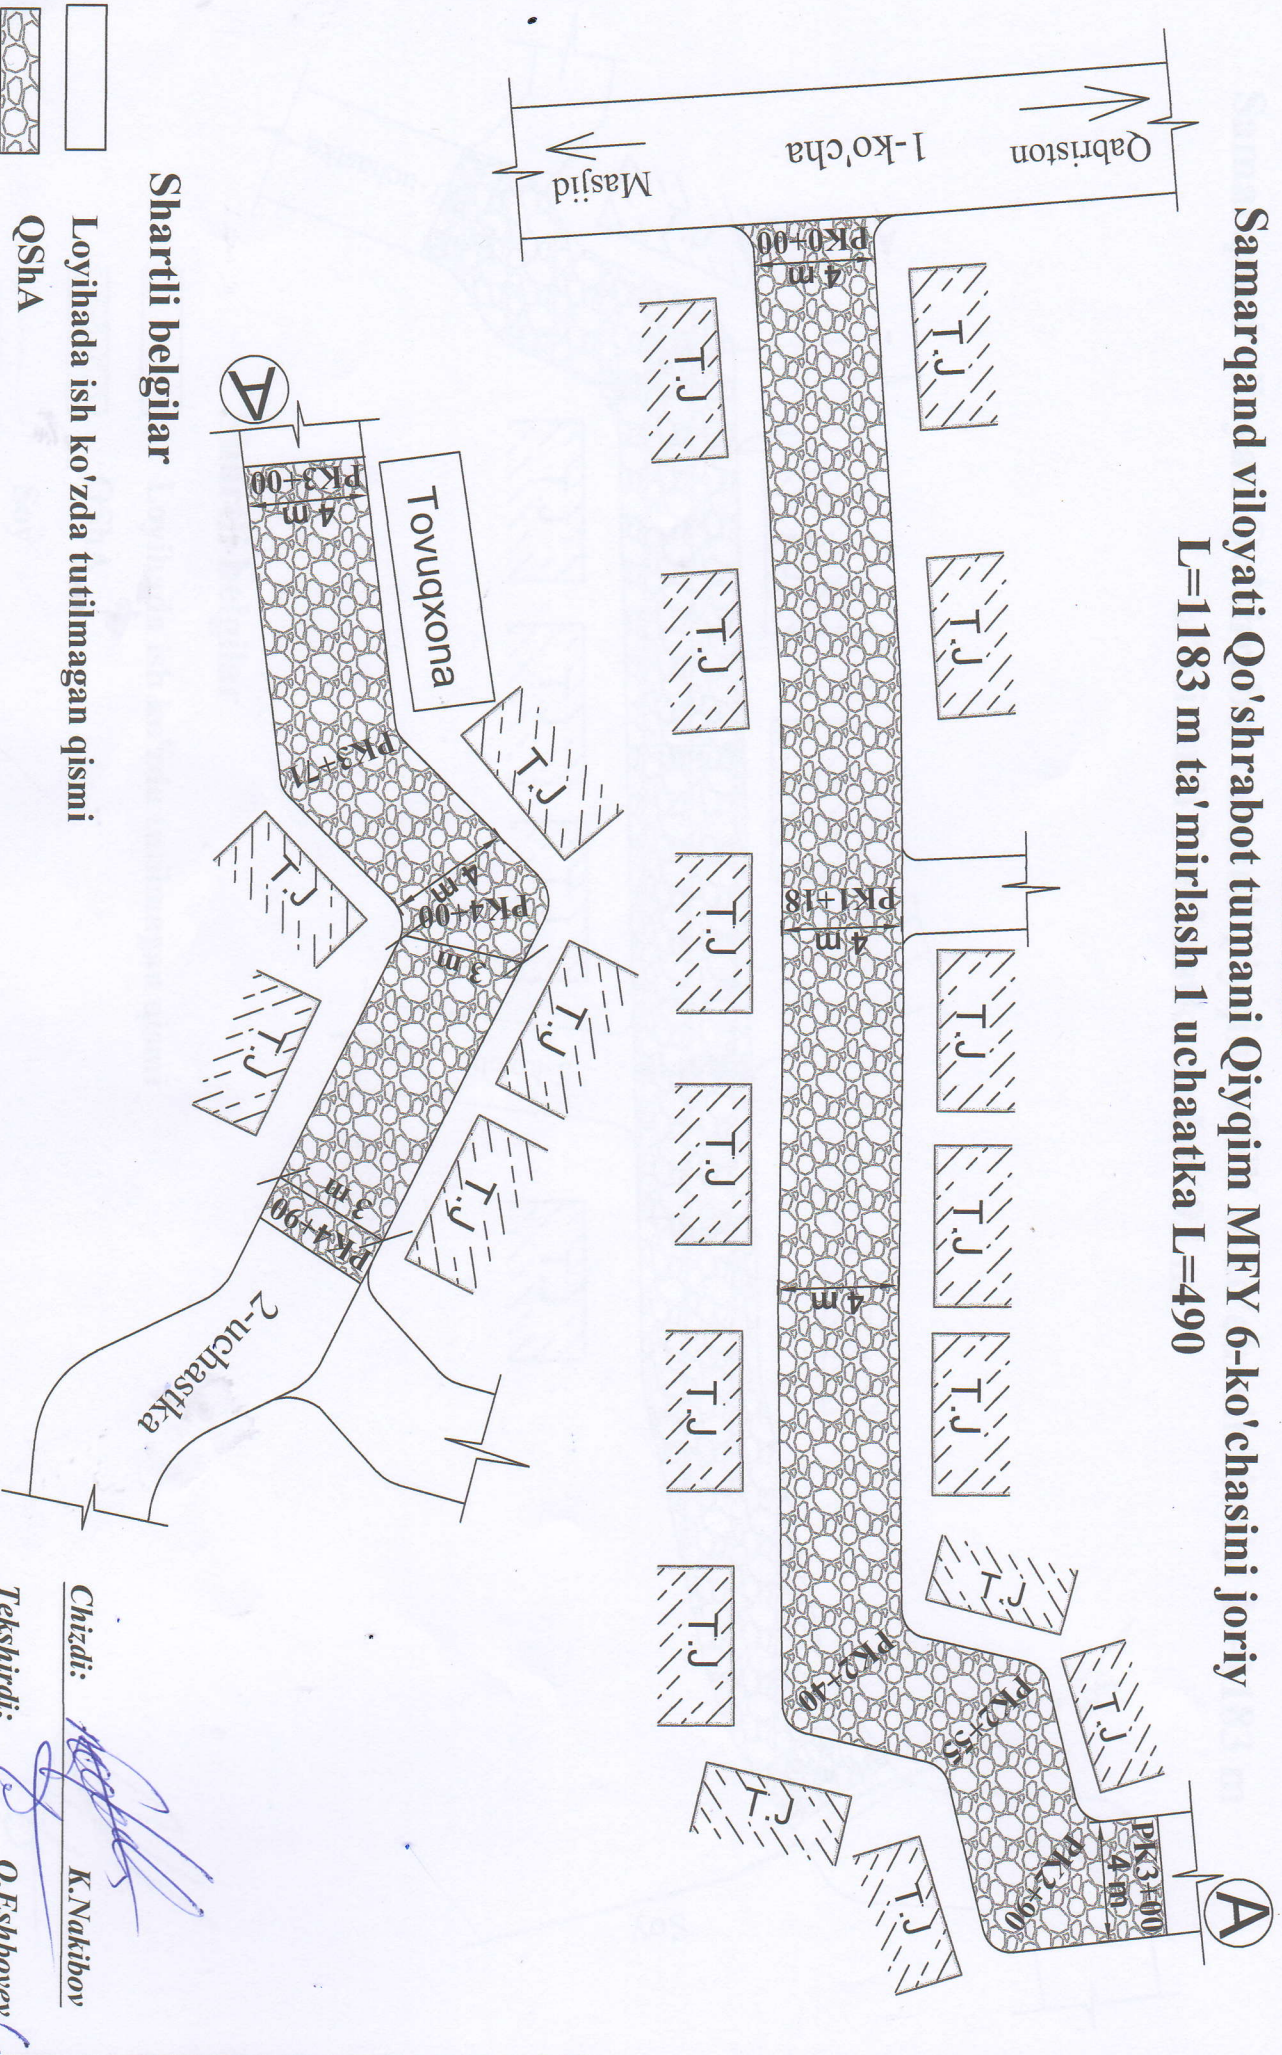 Samarqand viloyati Qo'shrabot tumani Qiyqim MFY 6-ko'chasini joriy
L=1183 m ta'mirlash 1 uchaatka L=490
Qabriston
1-ko'cha
Masjid
PK0+00
4 m
T.J
T.J
T.J
T.J
T.J
T.J
T.J
PK1+18
4 m
4 m
PK2+40
PK2+55
PK2+90
4 m
PK3+00
A
T.J
T.J
T.J
T.J
T.J
T.J
T.J
T.J
A
PK3+00
4 m
Tovuqxona
PK3+71
T.J
T.J
4 m
PK4+00
3 m
T.J
T.J
T.J
3 m
PK4+90
2-uchastka
Shartli belgilar
Loyihada ish ko'zda tutilmagan qismi
QShA
Chizdi: K.Nakibov
Tekshirdi: O.Eshboyev